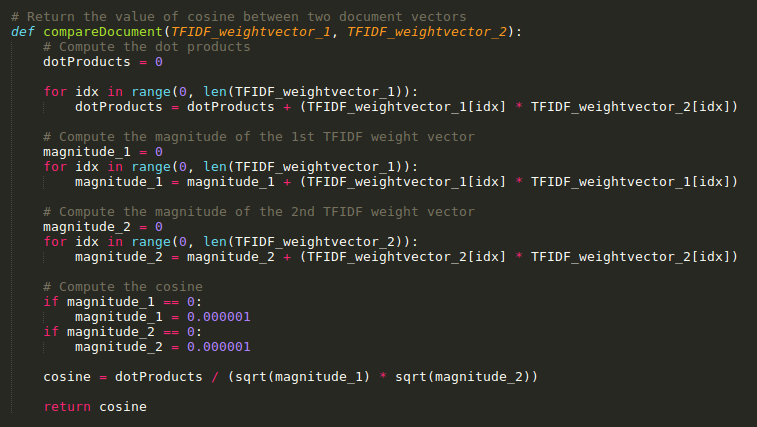 # Return the value of cosine between two document vectors
def compareDocument(TFIDF_weightvector_1, TFIDF_weightvector_2):
    # Compute the dot products
    dotProducts = 0

    for idx in range(0, len(TFIDF_weightvector_1)):
        dotProducts = dotProducts + (TFIDF_weightvector_1[idx] * TFIDF_weightvector_2[idx])

    # Compute the magnitude of the 1st TFIDF weight vector
    magnitude_1 = 0
    for idx in range(0, len(TFIDF_weightvector_1)):
        magnitude_1 = magnitude_1 + (TFIDF_weightvector_1[idx] * TFIDF_weightvector_1[idx])

    # Compute the magnitude of the 2nd TFIDF weight vector
    magnitude_2 = 0
    for idx in range(0, len(TFIDF_weightvector_2)):
        magnitude_2 = magnitude_2 + (TFIDF_weightvector_2[idx] * TFIDF_weightvector_2[idx])

    # Compute the cosine
    if magnitude_1 == 0:
        magnitude_1 = 0.000001
    if magnitude_2 == 0:
        magnitude_2 = 0.000001

    cosine = dotProducts / (sqrt(magnitude_1) * sqrt(magnitude_2))

    return cosine